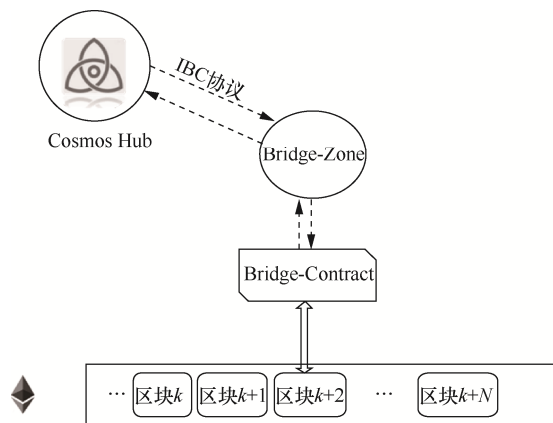 IBC协议
Cosmos Hub
Bridge-Zone
Bridge-Contract
… 区块k 区块k+1 区块k+2 … 区块k+N